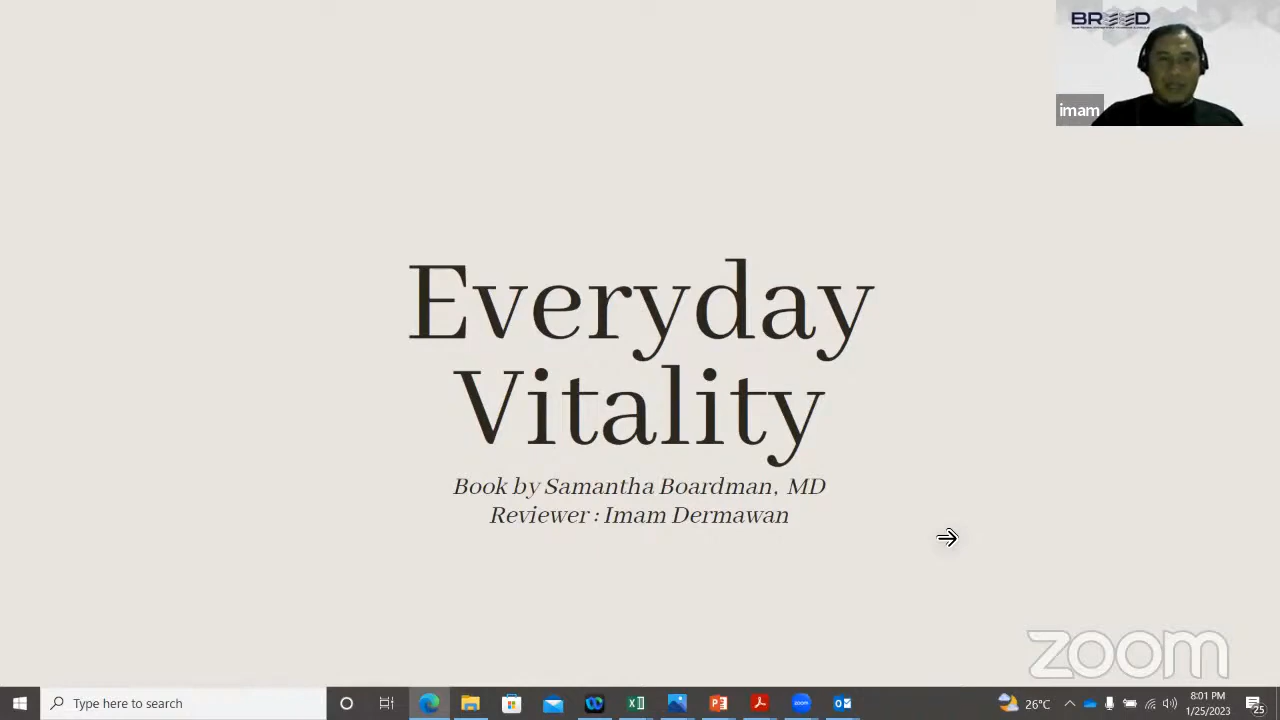 BREED
imam
Everyday
Vitality
Book by Samantha Boardman, MD
Reviewer : Imam Dermawan
zoom
Type here to search
26°C
8:01 PM
1/25/2023
25